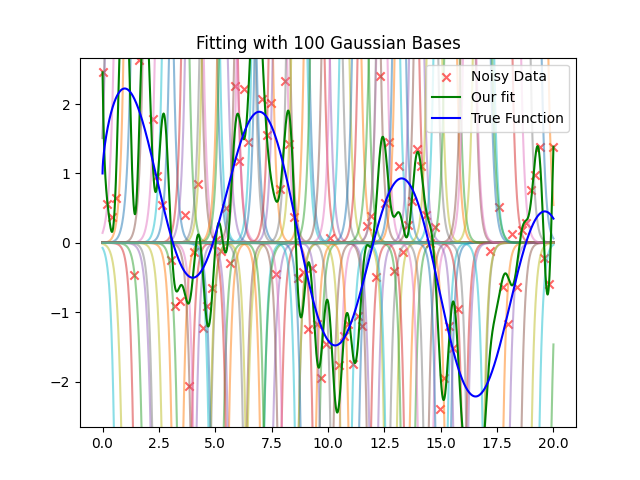 Fitting with 100 Gaussian Bases
Noisy Data
Our fit
True Function
2
1
0
−1
−2
0.0 2.5 5.0 7.5 10.0 12.5 15.0 17.5 20.0